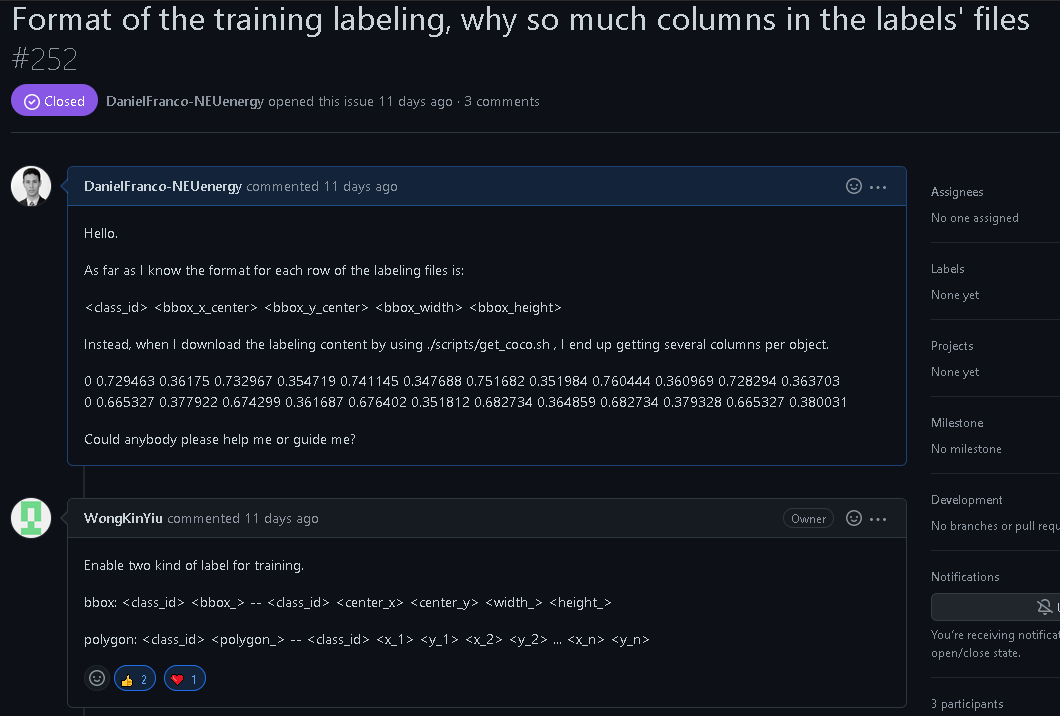 Format of the training labeling, why so much columns in the labels' files
#252
Closed DanielFranco-NEUenergy opened this issue 11 days ago · 3 comments
DanielFranco-NEUenergy commented 11 days ago
Hello.
As far as I know the format for each row of the labeling files is:
<class_id> <bbox_x_center> <bbox_y_center> <bbox_width> <bbox_height>
Instead, when I download the labeling content by using ./scripts/get_coco.sh , I end up getting several columns per object.
0 0.729463 0.36175 0.732967 0.354719 0.741145 0.347688 0.751682 0.351984 0.760444 0.360969 0.728294 0.363703
0 0.665327 0.377922 0.674299 0.361687 0.676402 0.351812 0.682734 0.364859 0.682734 0.379328 0.665327 0.380031
Could anybody please help me or guide me?
WongKinYiu commented 11 days ago Owner
Enable two kind of label for training.
bbox: <class_id> <bbox_> -- <class_id> <center_x> <center_y> <width_> <height_>
polygon: <class_id> <polygon_> -- <class_id> <x_1> <y_1> <x_2> <y_2> ... <x_n> <y_n>
2 1
Assignees
No one assigned
Labels
None yet
Projects
None yet
Milestone
No milestone
Development
No branches or pull requ
Notifications
You're receiving notificat
open/close state.
3 participants